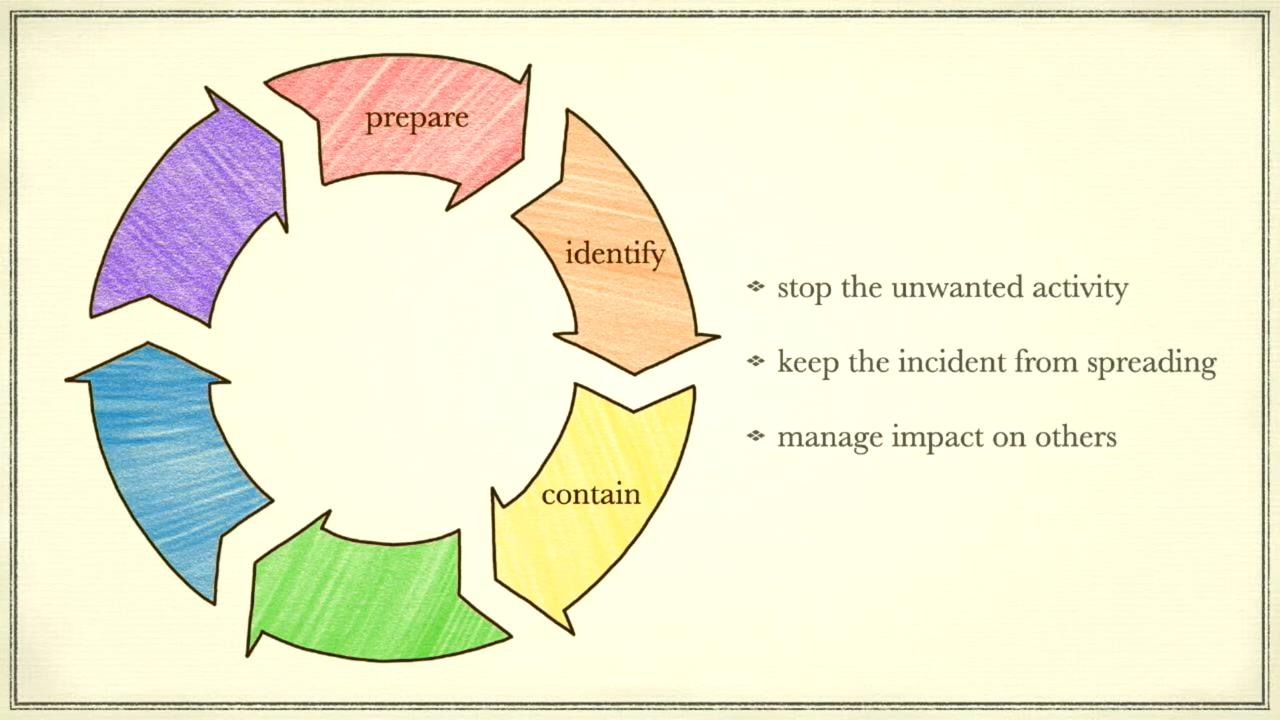 prepare
identify
contain
❖ stop the unwanted activity
❖ keep the incident from spreading
❖ manage impact on others